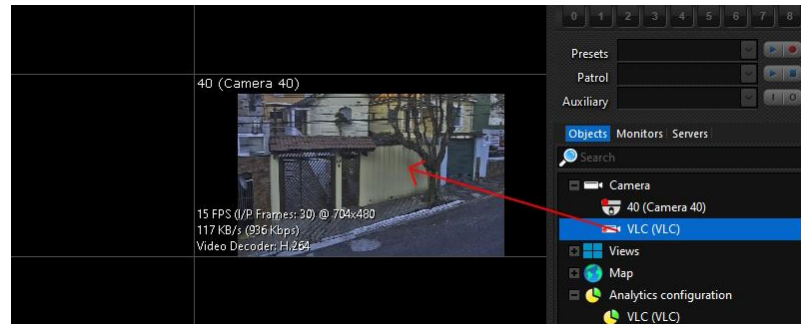 0 1 2 3 4 5 6 7 8
Presets
Patrol
Auxiliary
I O
40 (Camera 40)
15 FPS (I/P Frames: 30) @ 704x480
117 KB/s (936 Kbps)
Video Decoder: H.264
Objects Monitors Servers
Search
Camera
40 (Camera 40)
VLC (VLC)
Views
Map
Analytics configuration
VLC (VLC)